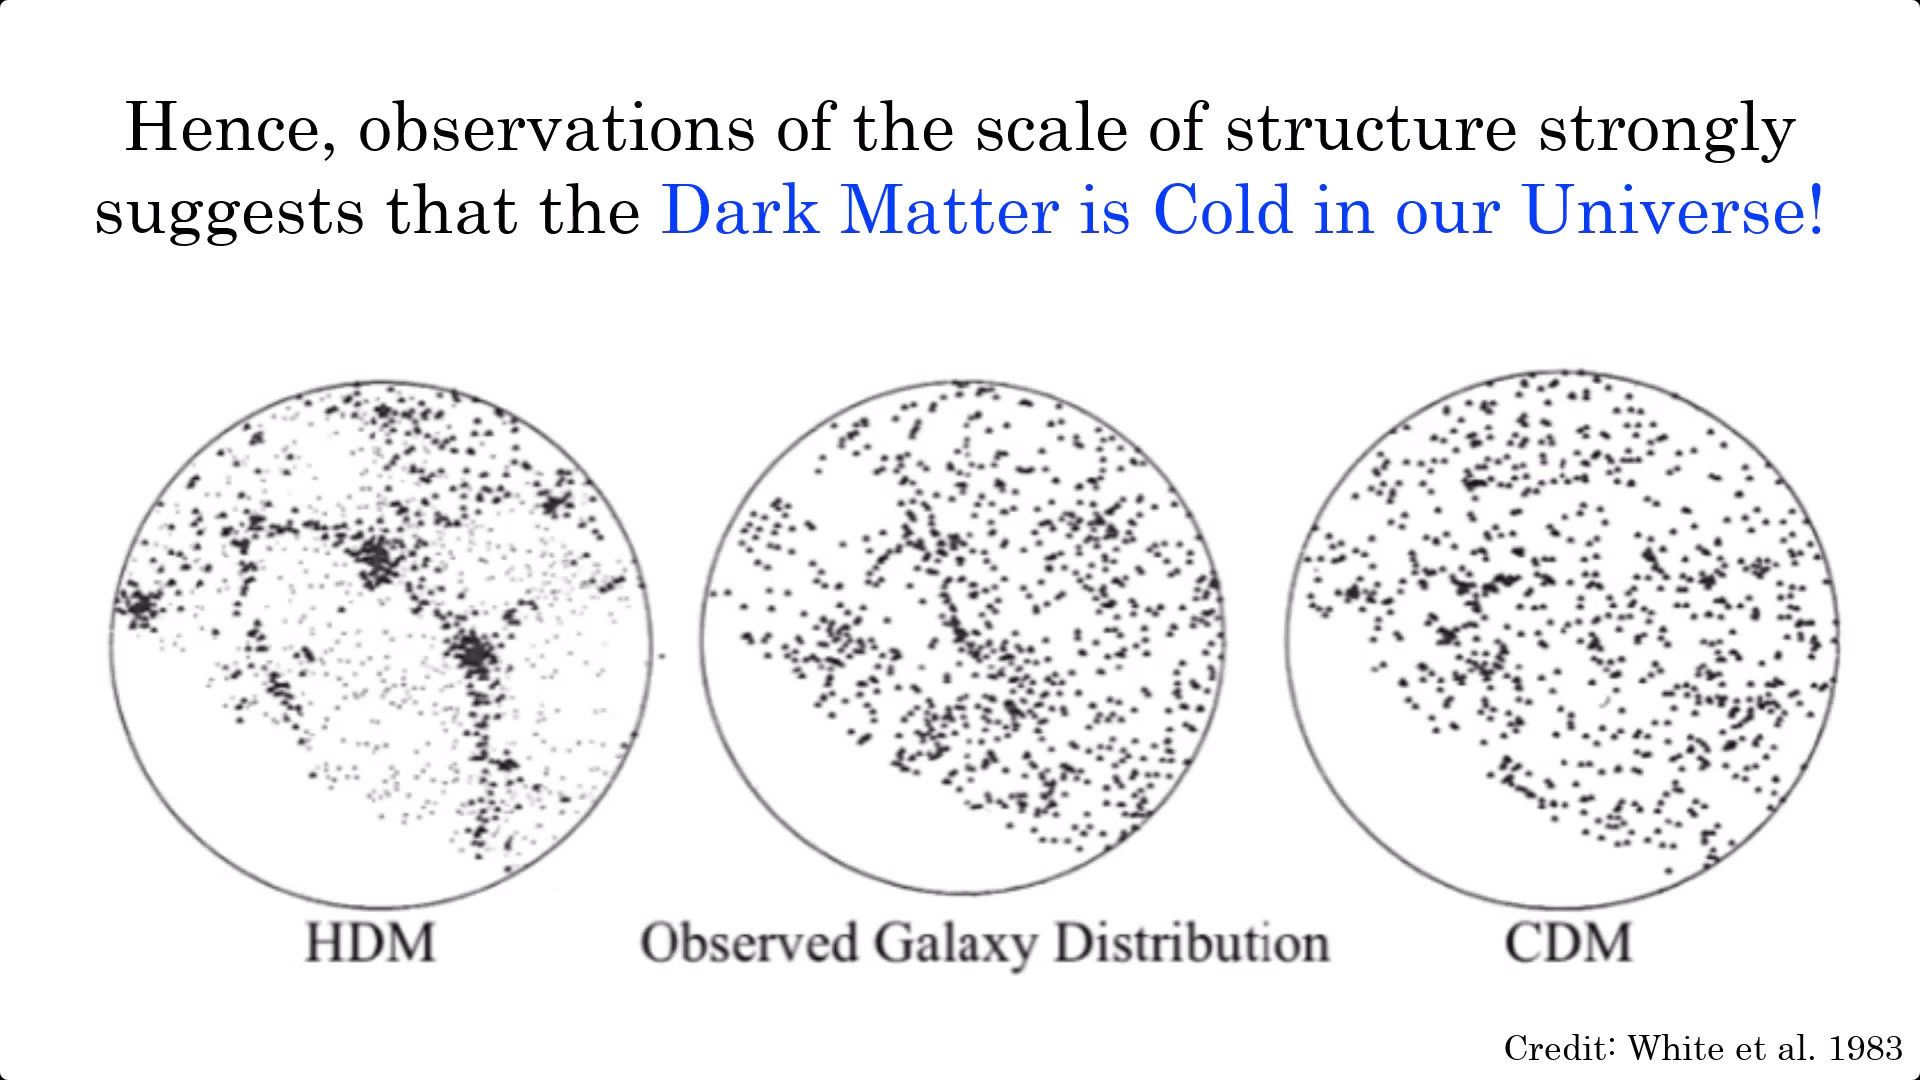 Hence, observations of the scale of structure strongly
suggests that the Dark Matter is Cold in our Universe!
HDM
Observed Galaxy Distribution
CDM
Credit: White et al. 1983